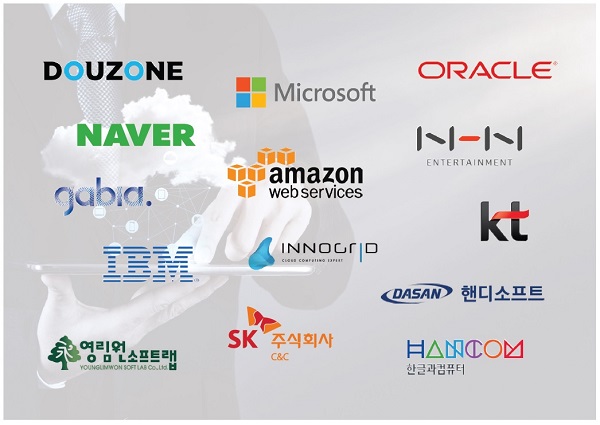 DOUZONE
Microsoft
ORACLE
NAVER
NHN
ENTERTAINMENT
amazon
web services
gabia.
kt
INNOGRID
CLOUD COMPUTING EXPERT
IBM
DASAN 핸디소프트
SK 주식회사
C&C
영림원소프트랩
YOUNGLIMWON SOFT LAB Co., Ltd.
HANCOM
한글과컴퓨터